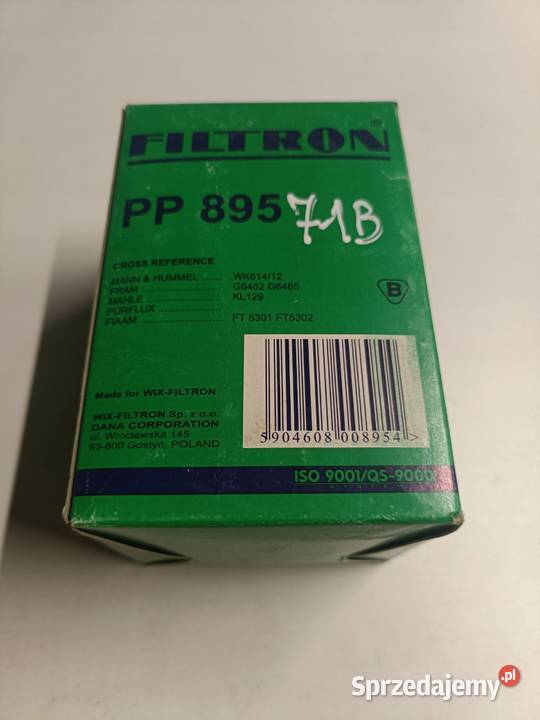 FILTRON®
PP 895 71B
CROSS REFERENCE
MANN & HUMMEL ...... WK614/12
FRAM ...................... G6462 G6465
MAHLE .................... KL129
PURFLUX ................
FIAAM ..................... FT 5301 FT5302
B
Made for WIX-FILTRON
WIX-FILTRON Sp. z o.o.
DANA CORPORATION
ul. Wrocławska 145
63-800 Gostyń, POLAND
5904608 008954 >
ISO 9001/QS-9000
Sprzedajemy.pl